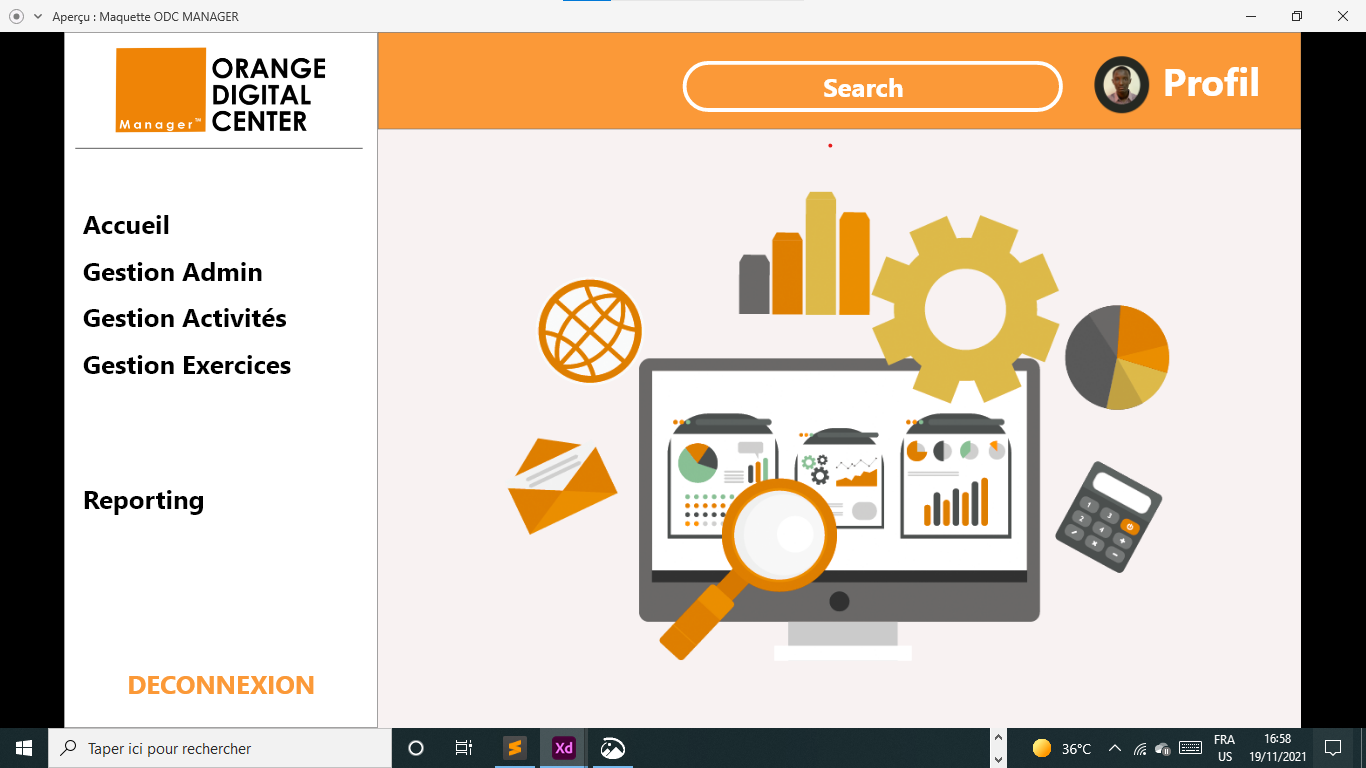 Aperçu : Maquette ODC MANAGER
ORANGE
DIGITAL
CENTER
Manager™
Search
Profil
Accueil
Gestion Admin
Gestion Activités
Gestion Exercices
Reporting
DECONNEXION
Taper ici pour rechercher
Xd
36°C
FRA
US
16:58
19/11/2021